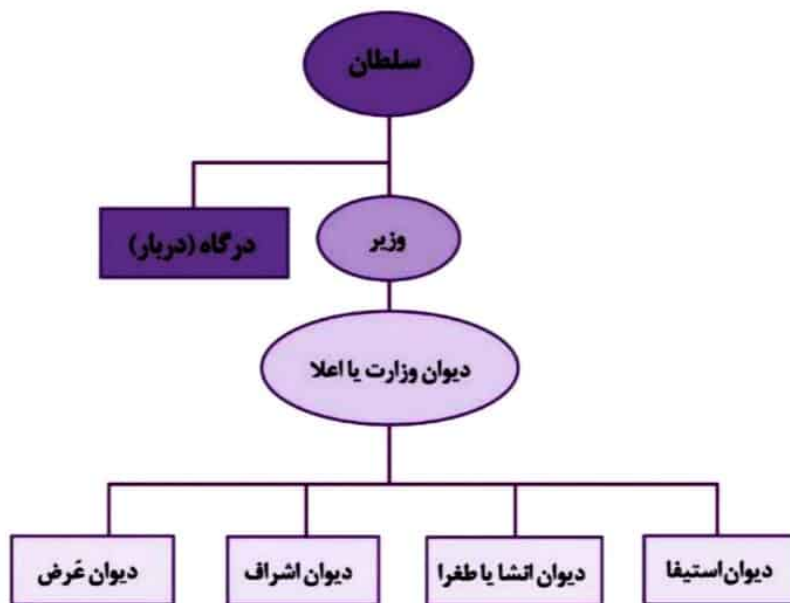 سلطان
وزیر
درگاه (دربار)
دیوان وزارت یا اعلا
دیوان استیفا
دیوان انشا یا طغرا
دیوان اشراف
دیوان عَرض